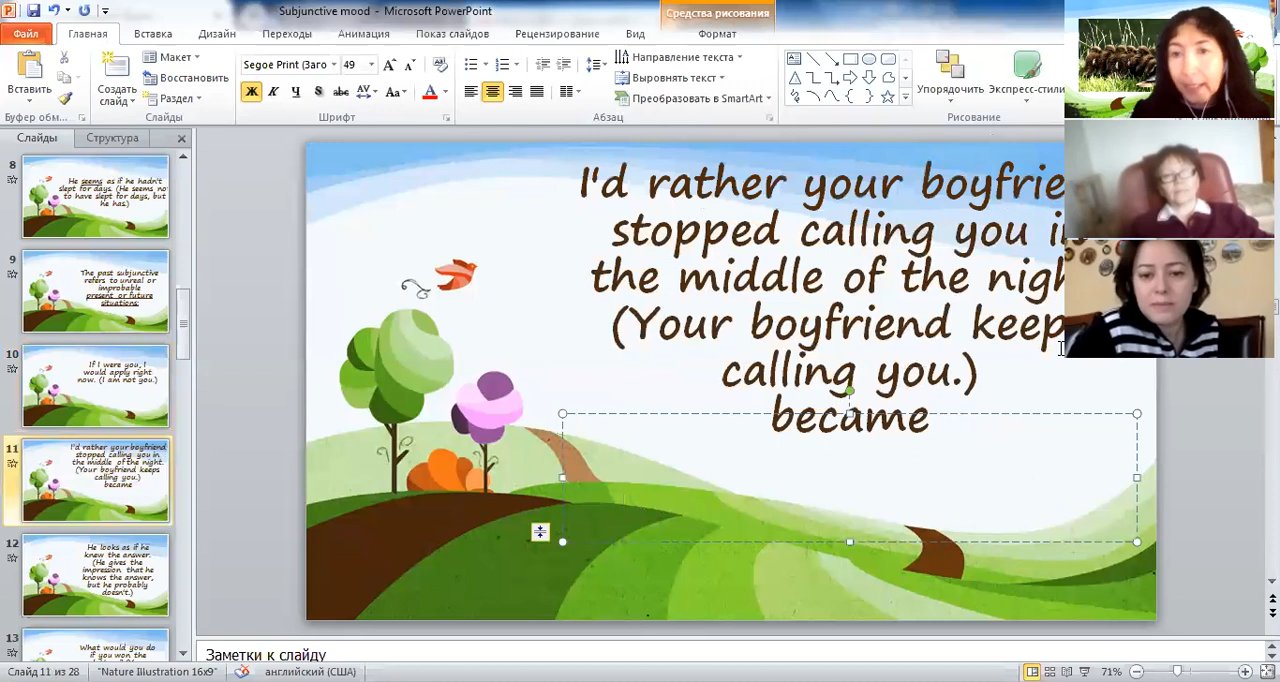 Subjunctive mood - Microsoft PowerPoint
Средства рисования
Файл Главная Вставка Дизайн Переходы Анимация Показ слайдов Рецензирование Вид Формат
Вставить
Создать слайд
Макет
Восстановить
Раздел
Segoe Print (Заго 49
Ж К Ч S abc AV Aa А
Направление текста
Выровнять текст
Преобразовать в SmartArt
Упорядочить
Экспресс-стили
Буфер обм... Слайды Шрифт Абзац Рисование
Слайды Структура
8
He seems as if he hadn't
slept for days. (He seems no
to have slept for days, but
he has.)
9
The past subjunctive
refers to unreal or
improbable
present or future
situations:
10
If I were you, I
would apply right
now. (I am not you.)
11
I'd rather your boyfriend
stopped calling you in
the middle of the night.
(Your boyfriend keeps
calling you.)
became
12
He looks as if he
knew the answer.
(He gives the
impression that he
knows the answer,
but he probably
doesn't.)
13
What would you do
if you won the
I'd rather your boyfrie
stopped calling you in
the middle of the nigh
(Your boyfriend keep
calling you.)
became
Заметки к слайду
Слайд 11 из 28 "Nature Illustration 16x9" английский (США) 71%